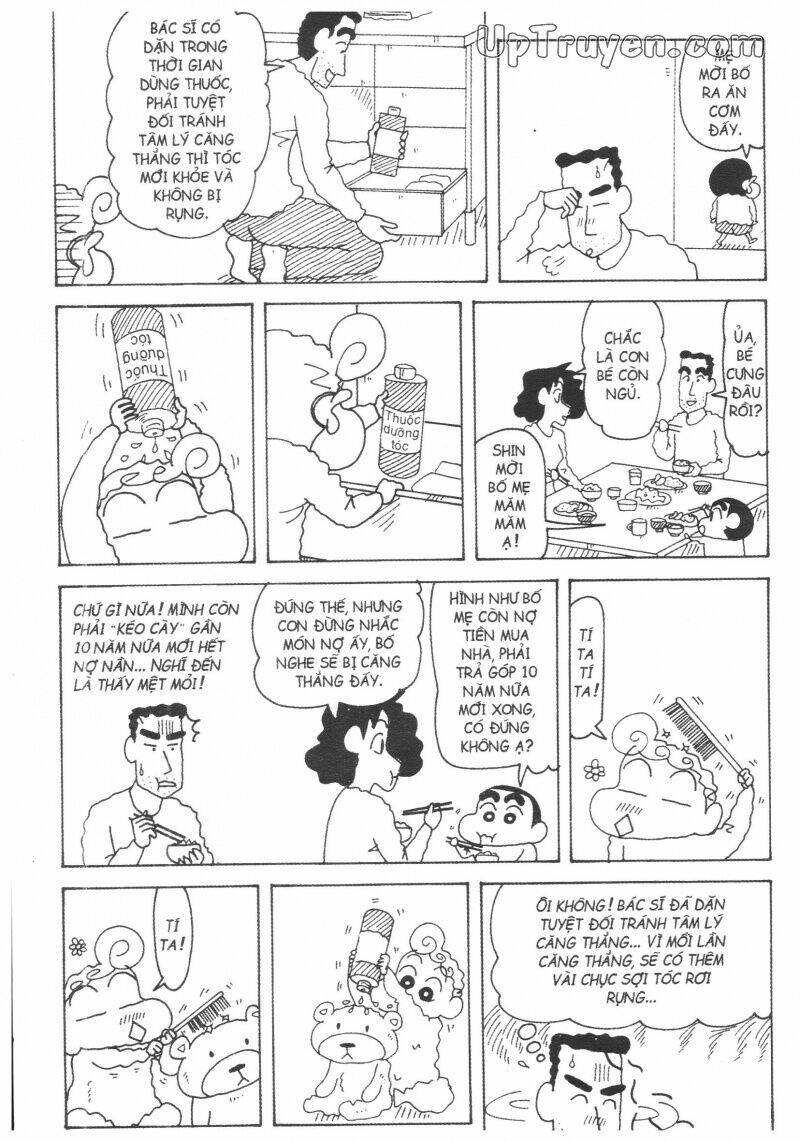 UpTruyen.com
MẸ
MỜI BỐ
RA ĂN
CƠM
ĐẤY.
BÁC SĨ CÓ
DẶN TRONG
THỜI GIAN
DÙNG THUỐC,
PHẢI TUYỆT
ĐỐI TRÁNH
TÂM LÝ CĂNG
THẲNG THÌ TÓC
MỚI KHỎE VÀ
KHÔNG BỊ
RỤNG.
ỦA,
BÉ
CƯNG
ĐÂU
RỒI?
CHẮC
LÀ CON
BÉ CÒN
NGỦ.
SHIN
MỜI
BỐ MẸ
MĂM
MĂM
Ạ!
Thuốc
dưỡng
tóc
Thuốc
dưỡng
tóc
TÍ
TA
TÍ
TA!
HÌNH NHƯ BỐ
MẸ CÒN NỢ
TIỀN MUA
NHÀ, PHẢI
TRẢ GÓP 10
NĂM NỮA
MỚI XONG,
CÓ ĐÚNG
KHÔNG Ạ?
ĐÚNG THẾ, NHƯNG
CON ĐỪNG NHẮC
MÓN NỢ ẤY, BỐ
NGHE SẼ BỊ CĂNG
THẲNG ĐẤY.
CHỨ GÌ NỮA! MÌNH CÒN
PHẢI "KÉO CÀY" GẦN
10 NĂM NỮA MỚI HẾT
NỢ NẦN... NGHĨ ĐẾN
LÀ THẤY MỆT MỎI!
ÔI KHÔNG! BÁC SĨ ĐÃ DẶN
TUYỆT ĐỐI TRÁNH TÂM LÝ
CĂNG THẲNG... VÌ MỖI LẦN
CĂNG THẲNG, SẼ CÓ THÊM
VÀI CHỤC SỢI TÓC RƠI
RỤNG...
TÍ
TA!